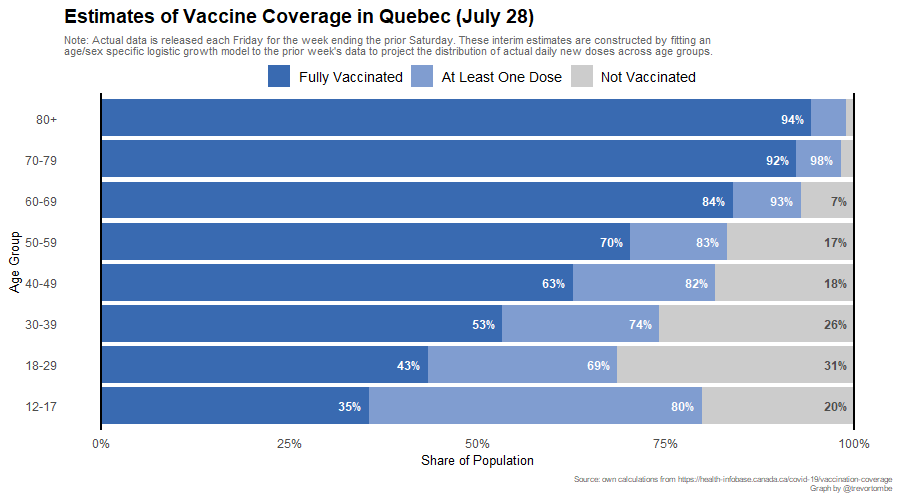 Estimates of Vaccine Coverage in Quebec (July 28)
Note: Actual data is released each Friday for the week ending the prior Saturday. These interim estimates are constructed by fitting an
age/sex specific logistic growth model to the prior week's data to project the distribution of actual daily new doses across age groups.
Fully Vaccinated At Least One Dose Not Vaccinated
80+ 94%
70-79 92% 98%
60-69 84% 93% 7%
50-59 70% 83% 17%
40-49 63% 82% 18%
30-39 53% 74% 26%
18-29 43% 69% 31%
12-17 35% 80% 20%
Age Group
0% 25% 50% 75% 100%
Share of Population
Source: own calculations from https://health-infobase.canada.ca/covid-19/vaccination-coverage
Graph by @trevortombe